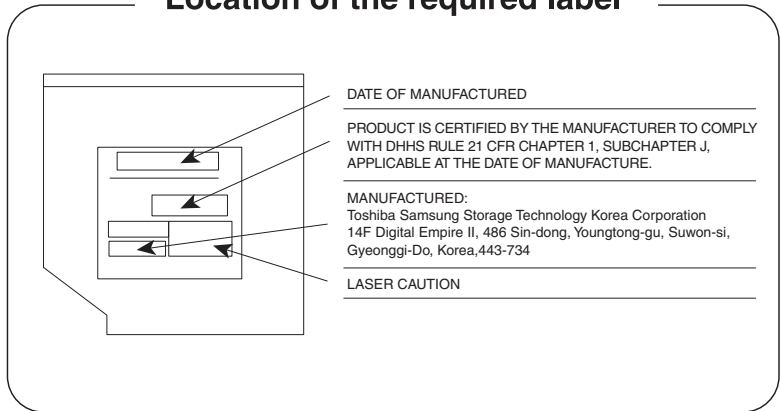 Location of the required label
DATE OF MANUFACTURED
PRODUCT IS CERTIFIED BY THE MANUFACTURER TO COMPLY
WITH DHHS RULE 21 CFR CHAPTER 1, SUBCHAPTER J,
APPLICABLE AT THE DATE OF MANUFACTURE.
MANUFACTURED:
Toshiba Samsung Storage Technology Korea Corporation
14F Digital Empire II, 486 Sin-dong, Youngtong-gu, Suwon-si,
Gyeonggi-Do, Korea,443-734
LASER CAUTION